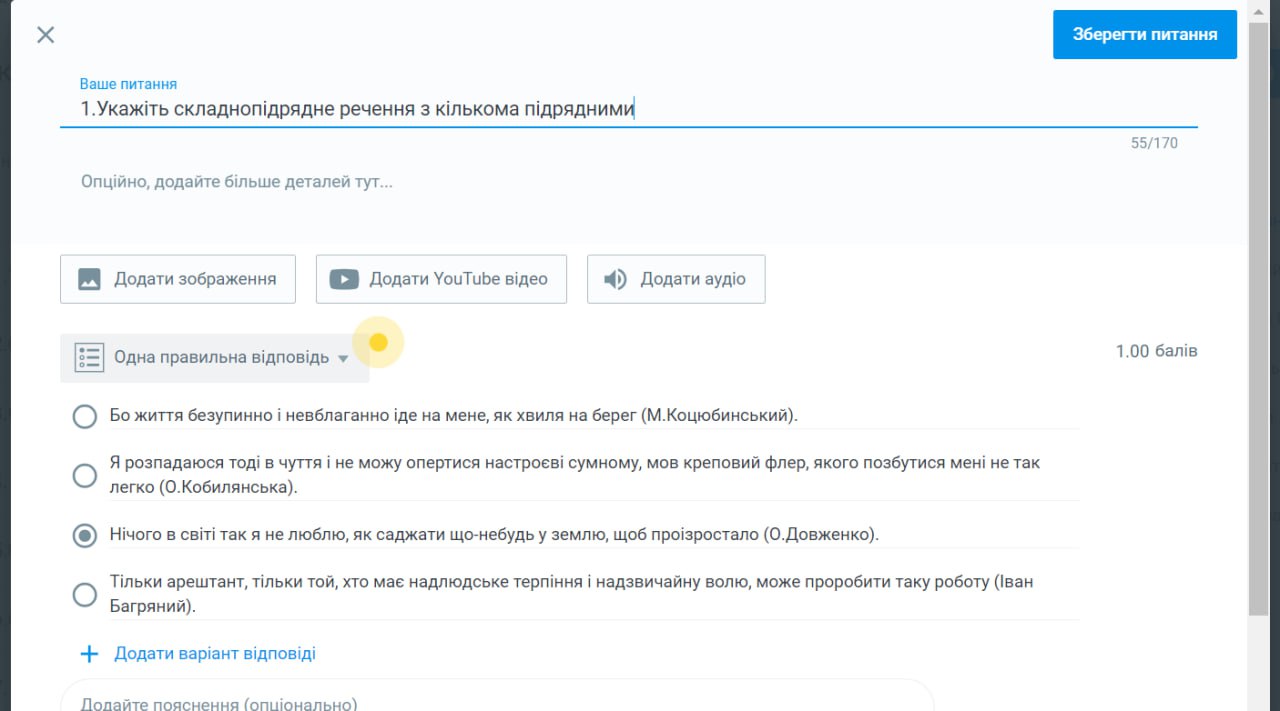 Зберегти питання
Ваше питання
1.Укажіть складнопідрядне речення з кількома підрядними
55/170
Опційно, додайте більше деталей тут...
Додати зображення
Додати YouTube відео
Додати аудіо
Одна правильна відповідь
1.00 балів
Бо життя безупинно і невблаганно іде на мене, як хвиля на берег (М.Коцюбинський).
Я розпадаюся тоді в чуття і не можу опертися настроєві сумному, мов креповий флер, якого позбутися мені не так
легко (О.Кобилянська).
Нічого в світі так я не люблю, як саджати що-небудь у землю, щоб проізростало (О.Довженко).
Тільки арештант, тільки той, хто має надлюдське терпіння і надзвичайну волю, може проробити таку роботу (Іван
Багряний).
Додати варіант відповіді
Додайте пояснення (опціонально)